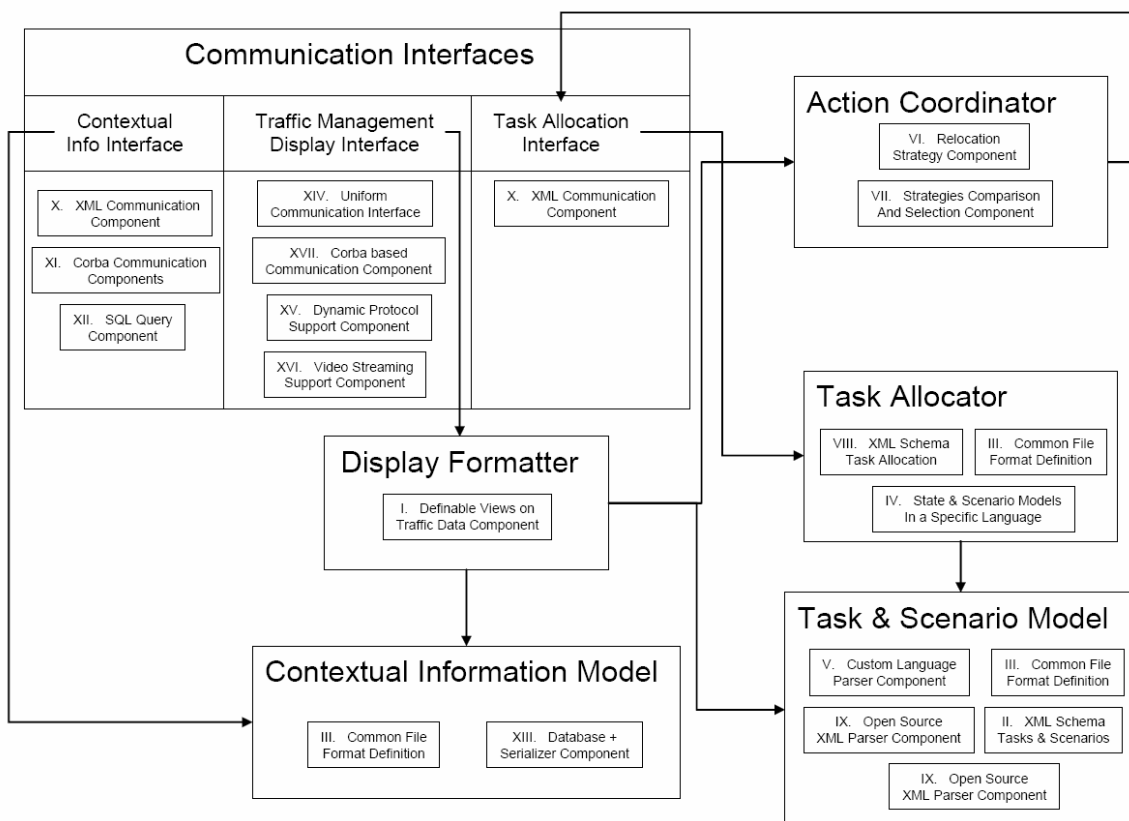 Communication Interfaces
Contextual
Info Interface
Traffic Management
Display Interface
Task Allocation
Interface
X. XML Communication
Component
XI. Corba Communication
Components
XII. SQL Query
Component
XIV. Uniform
Communication Interface
XVII. Corba based
Communication Component
XV. Dynamic Protocol
Support Component
XVI. Video Streaming
Support Component
X. XML Communication
Component
Action Coordinator
VI. Relocation
Strategy Component
VII. Strategies Comparison
And Selection Component
Task Allocator
VIII. XML Schema
Task Allocation
III. Common File
Format Definition
IV. State & Scenario Models
In a Specific Language
Display Formatter
I. Definable Views on
Traffic Data Component
Contextual Information Model
III. Common File
Format Definition
XIII. Database +
Serializer Component
Task & Scenario Model
V. Custom Language
Parser Component
III. Common File
Format Definition
IX. Open Source
XML Parser Component
II. XML Schema
Tasks & Scenarios
IX. Open Source
XML Parser Component